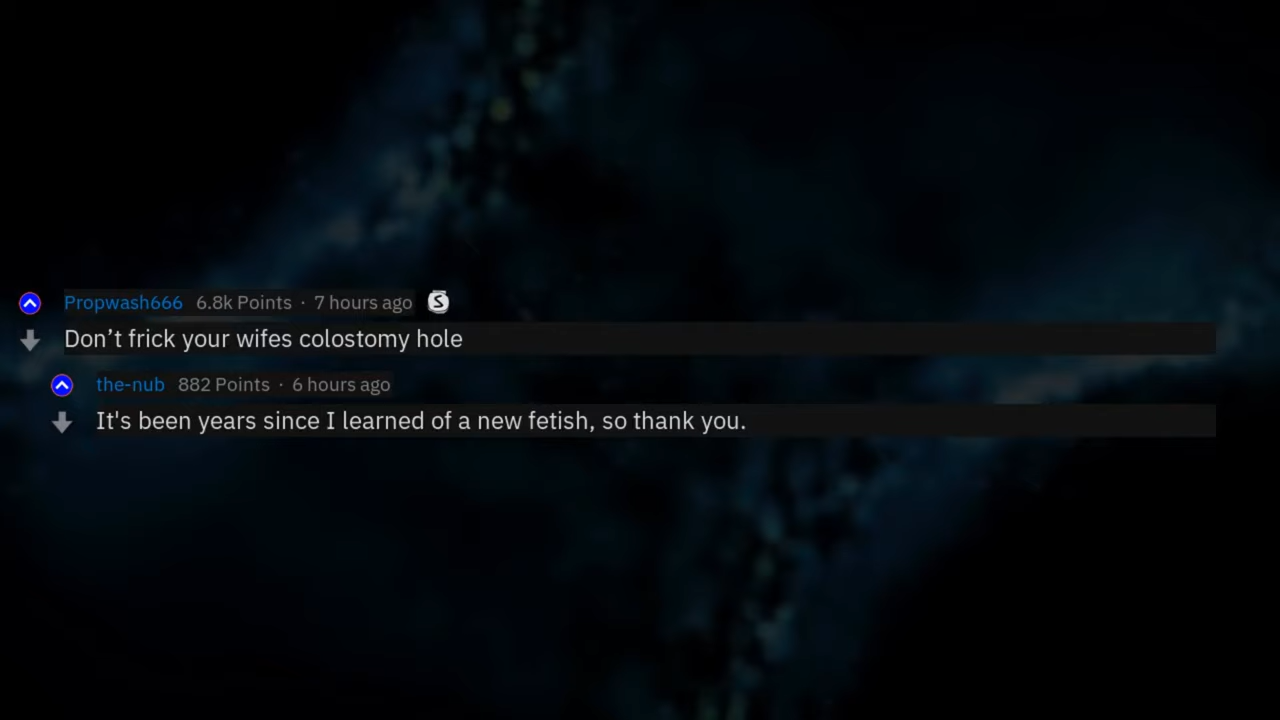 Propwash666 6.8k Points · 7 hours ago S
Don’t frick your wifes colostomy hole
the-nub 882 Points · 6 hours ago
It's been years since I learned of a new fetish, so thank you.